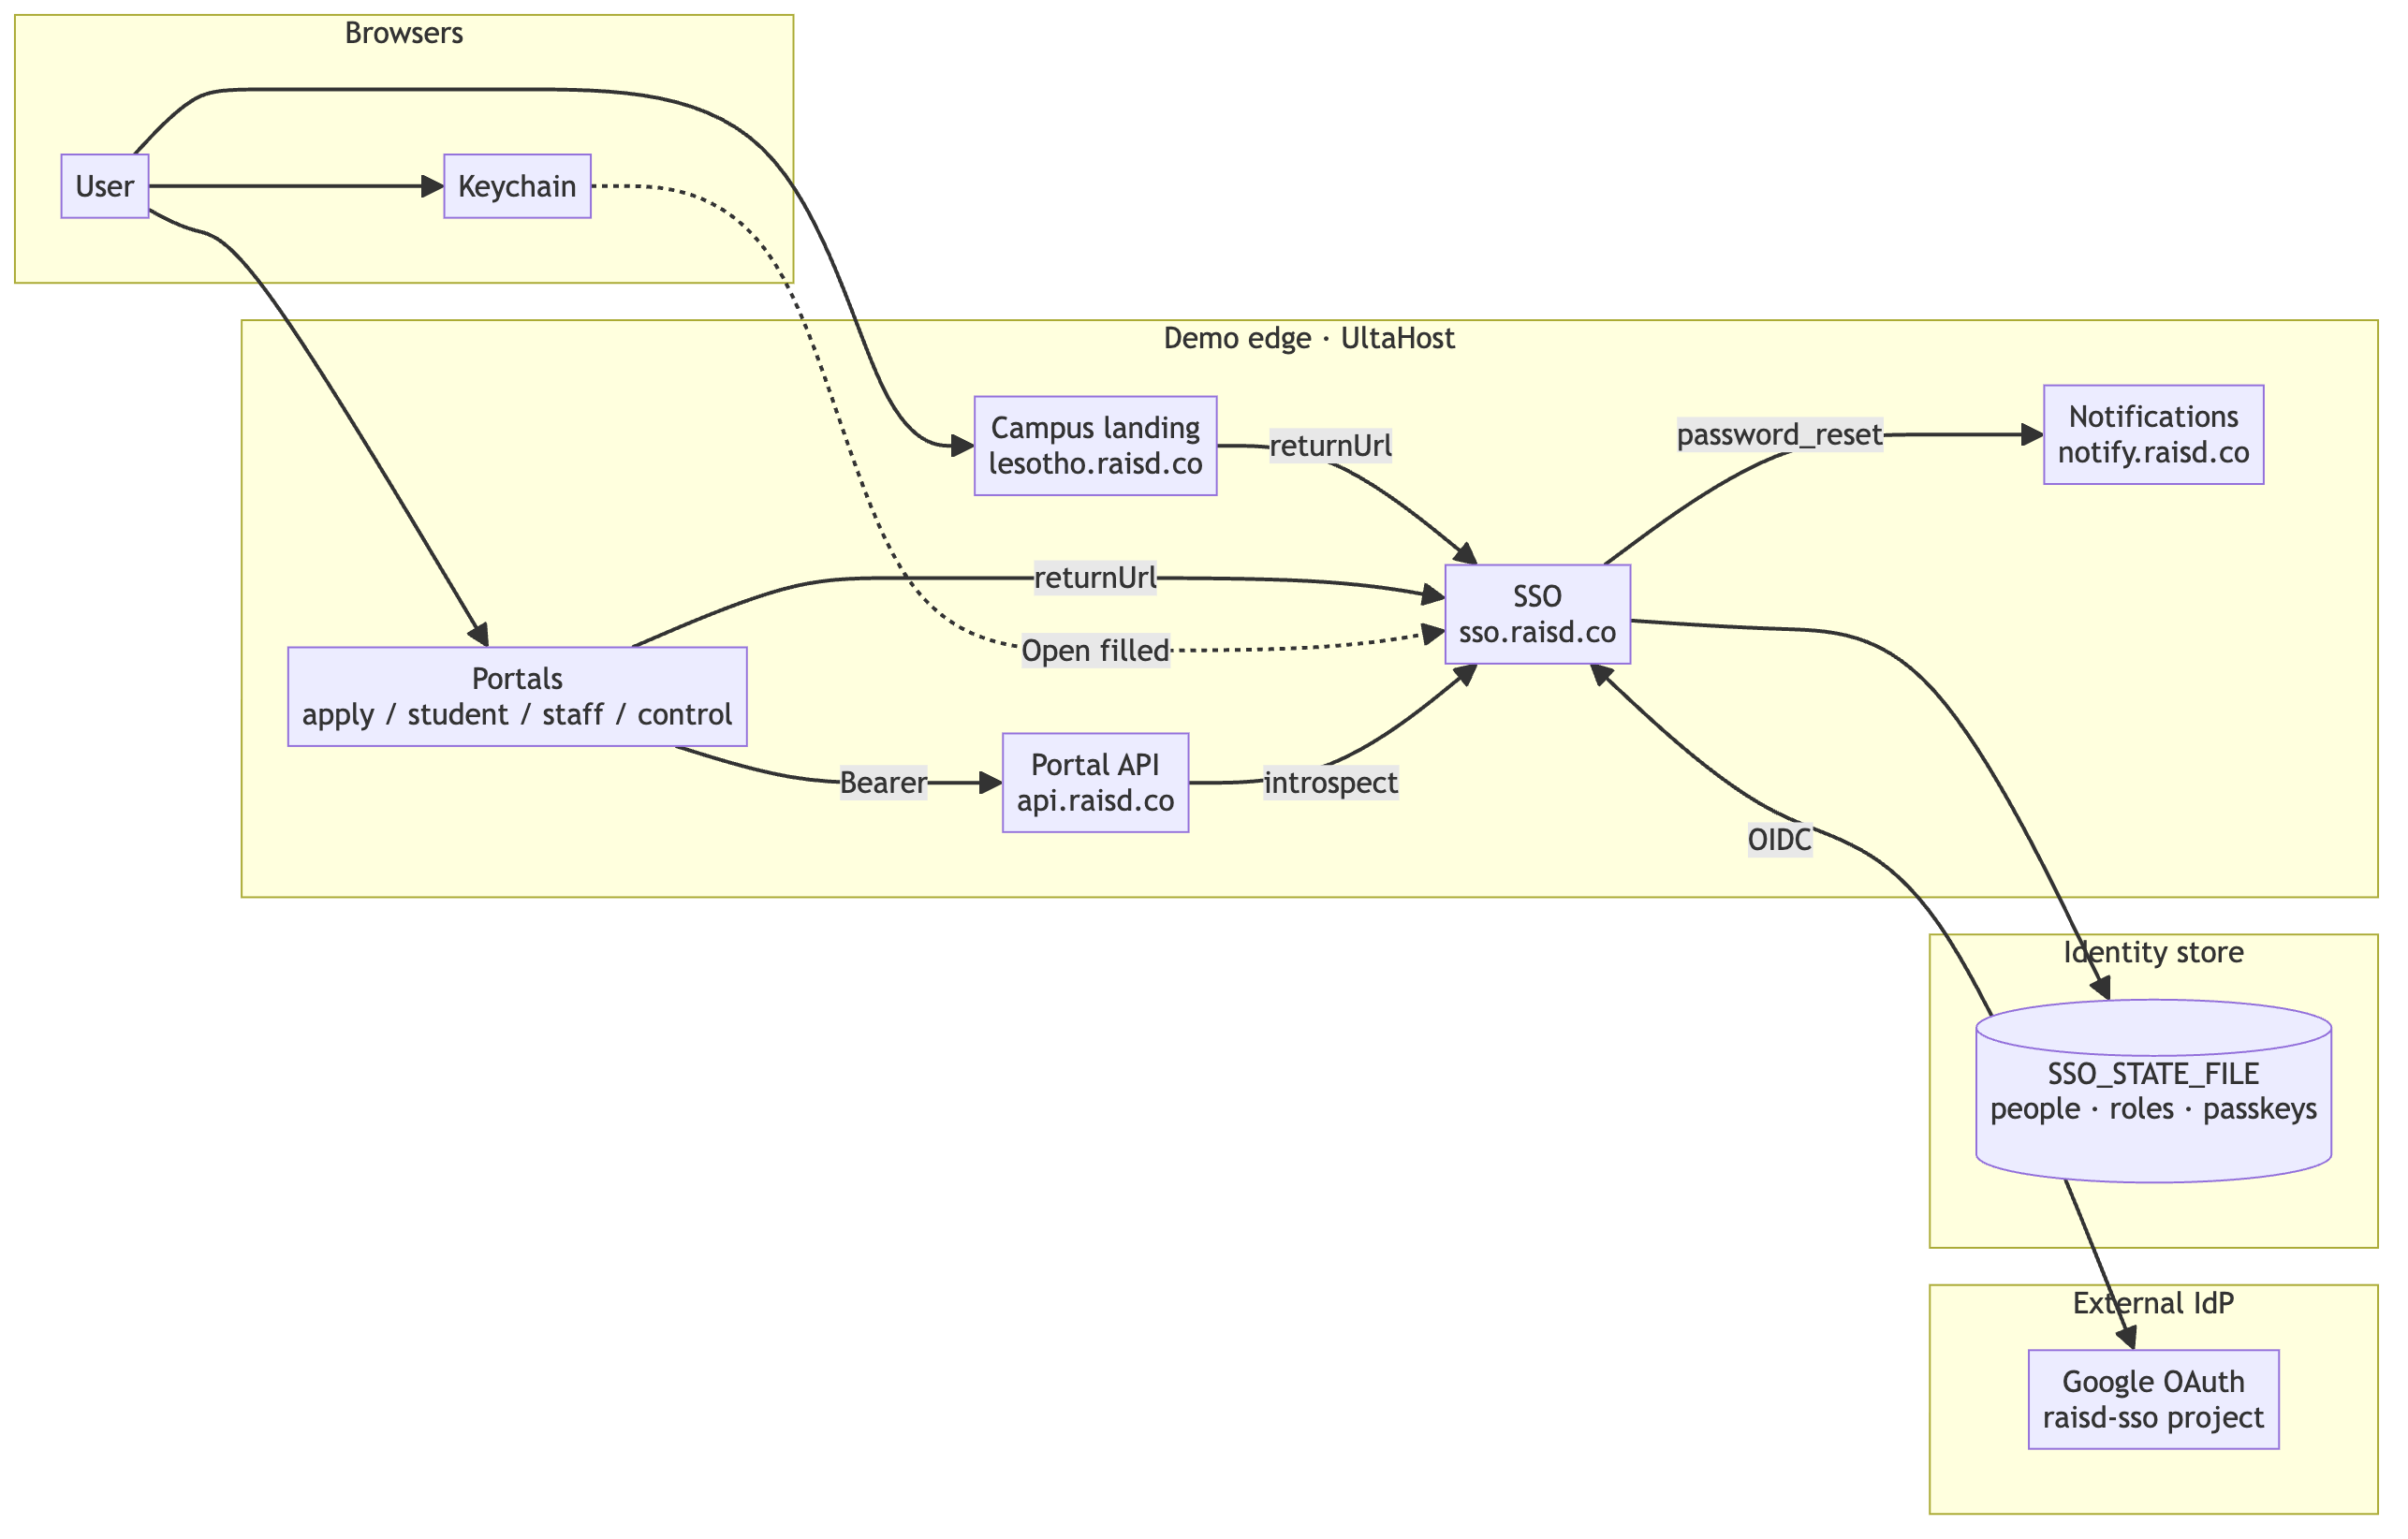 Browsers
User
Keychain
Demo edge · UltaHost
Campus landing
lesotho.raisd.co
returnUrl
password_reset
Notifications
notify.raisd.co
returnUrl
SSO
sso.raisd.co
Open filled
Portals
apply / student / staff / control
Bearer
Portal API
api.raisd.co
introspect
OIDC
Identity store
SSO_STATE_FILE
people · roles · passkeys
External IdP
Google OAuth
raisd-sso project